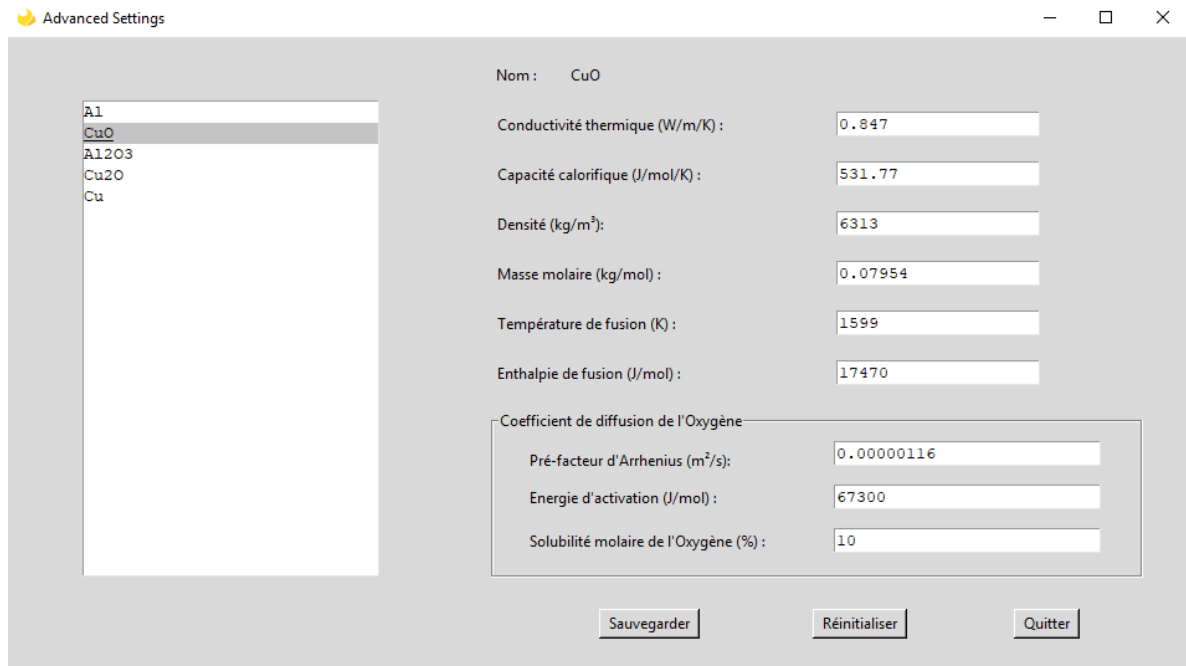 Advanced Settings
Al
CuO
Al2O3
Cu2O
Cu
Nom : CuO
Conductivité thermique (W/m/K) : 0.847
Capacité calorifique (J/mol/K) : 531.77
Densité (kg/m³): 6313
Masse molaire (kg/mol) : 0.07954
Température de fusion (K) : 1599
Enthalpie de fusion (J/mol) : 17470
Coefficient de diffusion de l'Oxygène
Pré-facteur d'Arrhenius (m²/s): 0.00000116
Energie d'activation (J/mol) : 67300
Solubilité molaire de l'Oxygène (%) : 10
Sauvegarder Réinitialiser Quitter